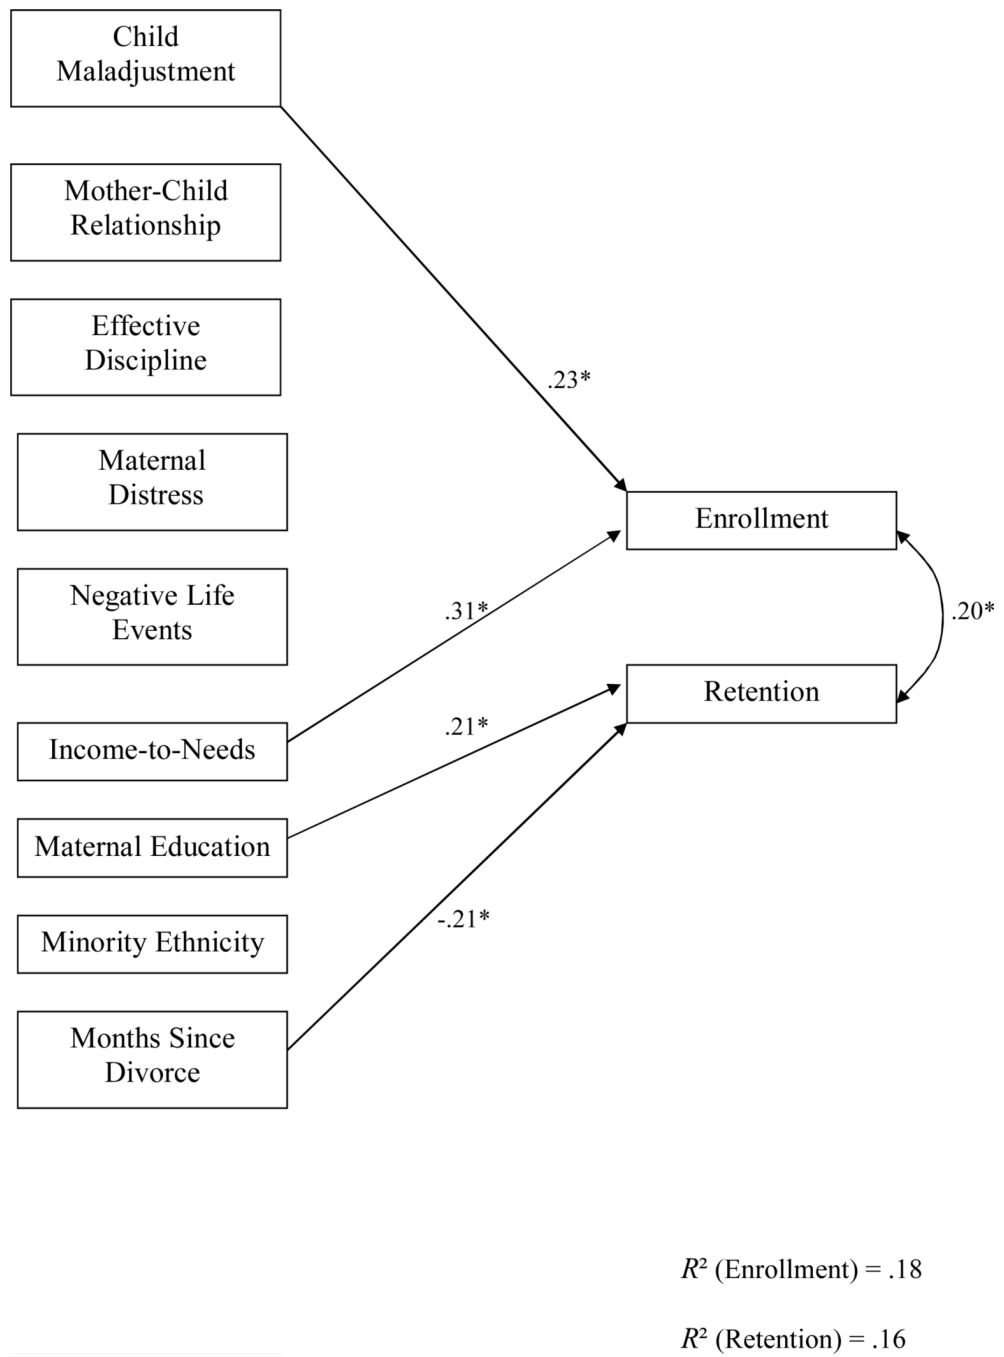 Child
Maladjustment
Mother-Child
Relationship
Effective
Discipline
.23*
Maternal
Distress
Enrollment
Negative Life
Events
.31*
.20*
Retention
.21*
Income-to-Needs
Maternal Education
-.21*
Minority Ethnicity
Months Since
Divorce
R² (Enrollment) = .18
R² (Retention) = .16